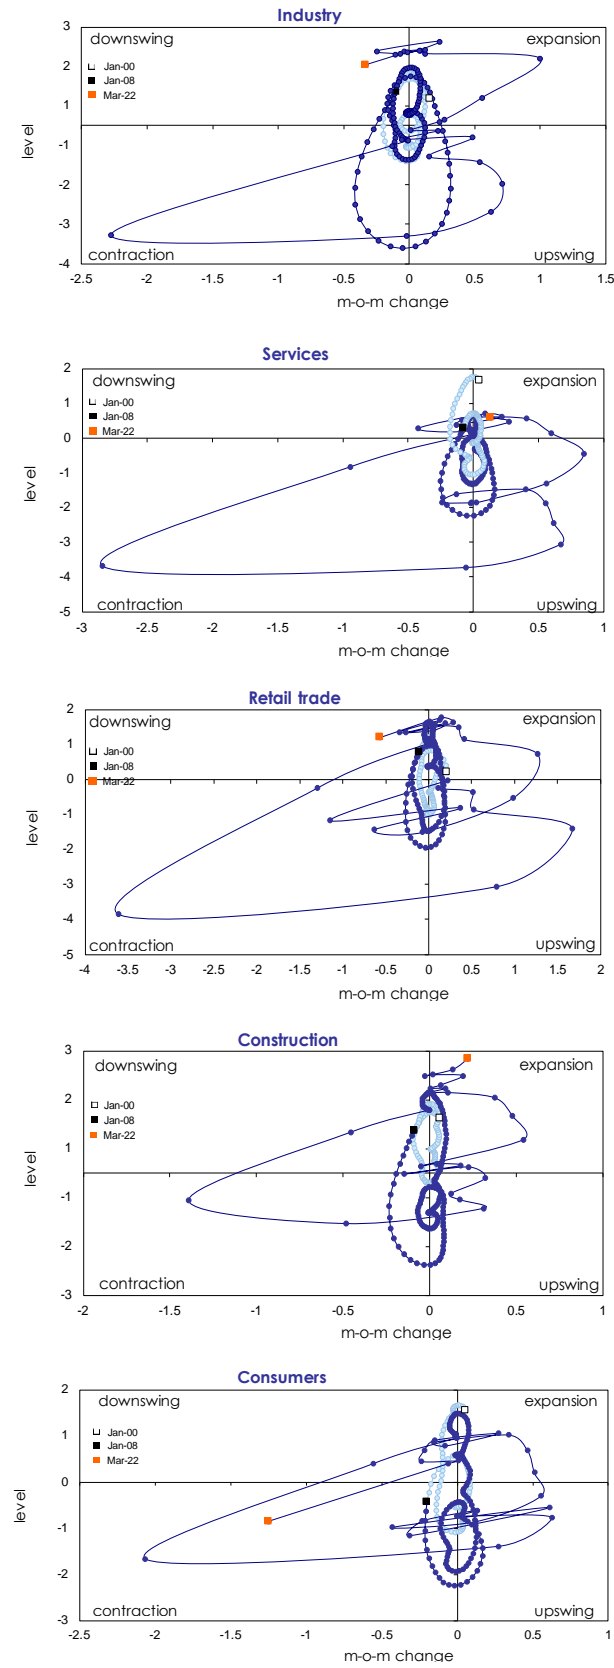 Industry
3
downswing
expansion
Jan-00
Jan-08
Mar-22
2
1
level
-1
-2
-3
contraction
upswing
-4
-2.5 -2 -1.5 -1 -0.5 0 0.5 1 1.5
m-o-m change
Services
2
downswing
expansion
Jan-00
Jan-08
Mar-22
1
0
level
-1
-2
-3
-4
contraction
upswing
-5
-3 -2.5 -2 -1.5 -1 -0.5 0 0.5 1
m-o-m change
Retail trade
2
downswing
expansion
Jan-00
Jan-08
Mar-22
1
0
level
-1
-2
-3
-4
contraction
upswing
-5
-4 -3.5 -3 -2.5 -2 -1.5 -1 -0.5 0 0.5 1 1.5 2
m-o-m change
Construction
3
downswing
expansion
Jan-00
Jan-08
Mar-22
2
1
level
-1
-2
contraction
upswing
-3
-2 -1.5 -1 -0.5 0 0.5 1
m-o-m change
Consumers
2
downswing
expansion
Jan-00
Jan-08
Mar-22
1
0
level
-1
-2
contraction
upswing
-3
-2.5 -2 -1.5 -1 -0.5 0 0.5 1
m-o-m change